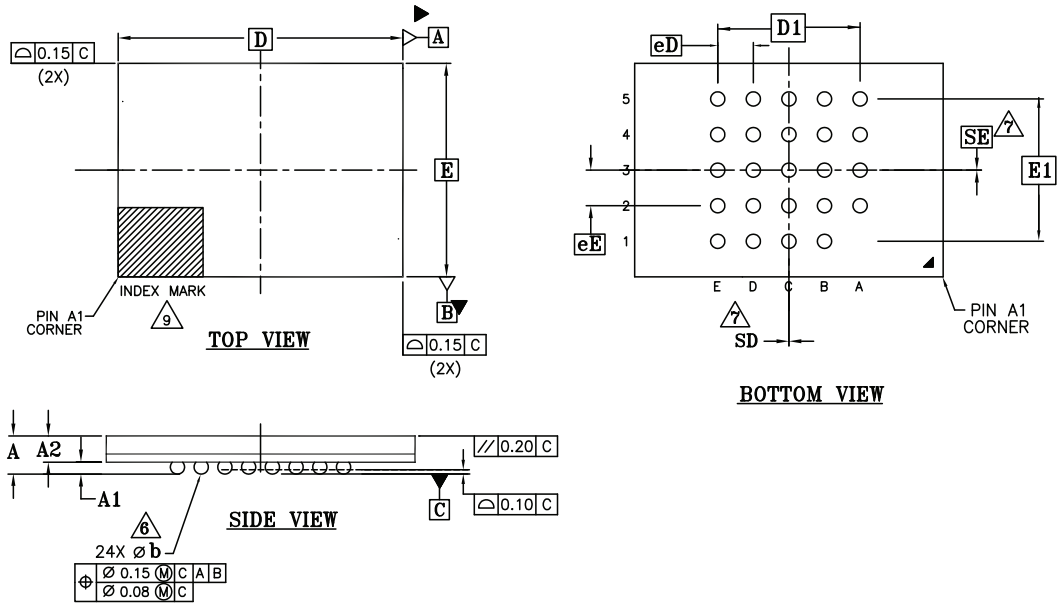 D
A
⌓ 0.15 C
(2X)
E
INDEX MARK
PIN A1
CORNER
9
B
TOP VIEW
⌓ 0.15 C
(2X)
eD
D1
5
4
3
2
1
SE
7
E1
eE
E D C B A
7
SD
PIN A1
CORNER
BOTTOM VIEW
A
A2
A1
// 0.20 C
C
⌓ 0.10 C
SIDE VIEW
6
24X ø b
⌖ ø 0.15 Ⓜ C A B
ø 0.08 Ⓜ C